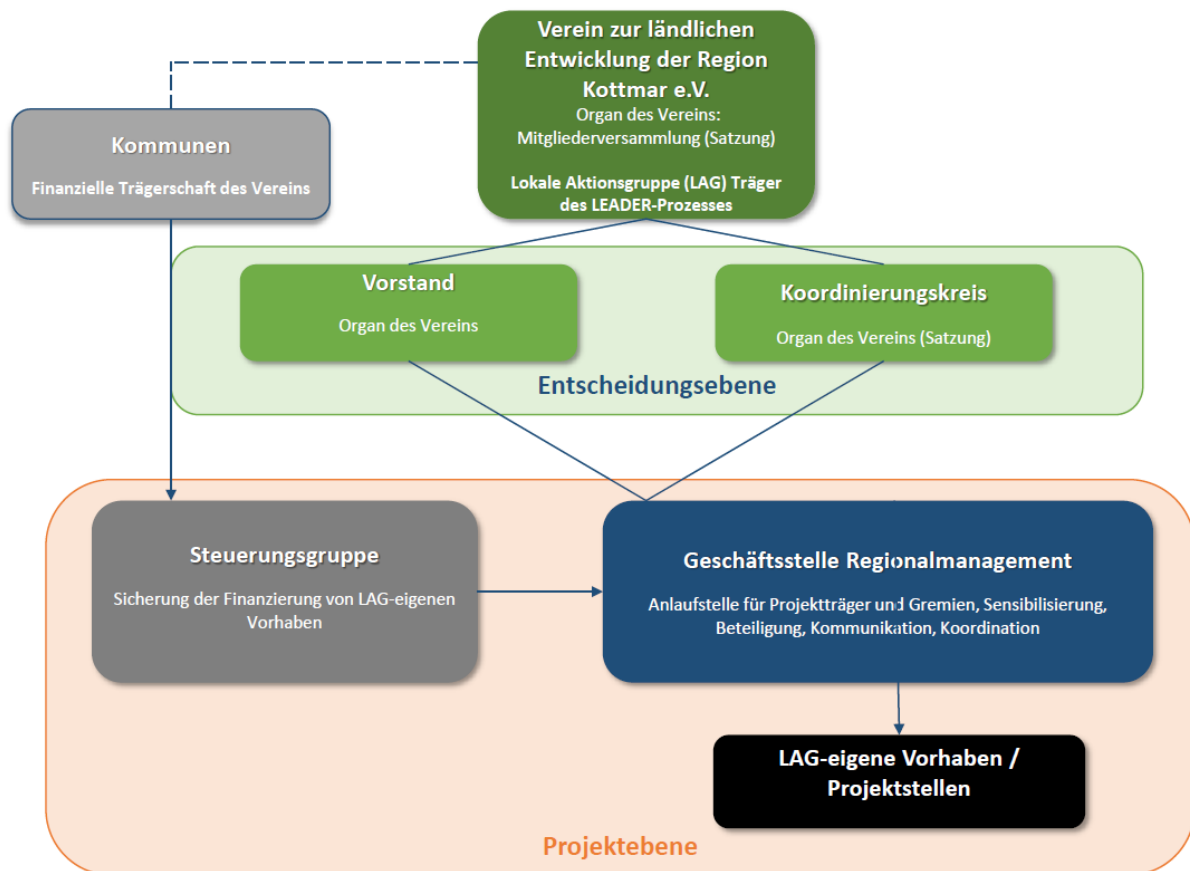 Verein zur ländlichen
Entwicklung der Region
Kottmar e.V.
Organ des Vereins:
Mitgliederversammlung (Satzung)
Lokale Aktionsgruppe (LAG) Träger
des LEADER-Prozesses
Kommunen
Finanzielle Trägerschaft des Vereins
Vorstand
Organ des Vereins
Koordinierungskreis
Organ des Vereins (Satzung)
Entscheidungsebene
Steuerungsgruppe
Sicherung der Finanzierung von LAG-eigenen
Vorhaben
Geschäftsstelle Regionalmanagement
Anlaufstelle für Projektträger und Gremien, Sensibilisierung,
Beteiligung, Kommunikation, Koordination
LAG-eigene Vorhaben /
Projektstellen
Projektebene